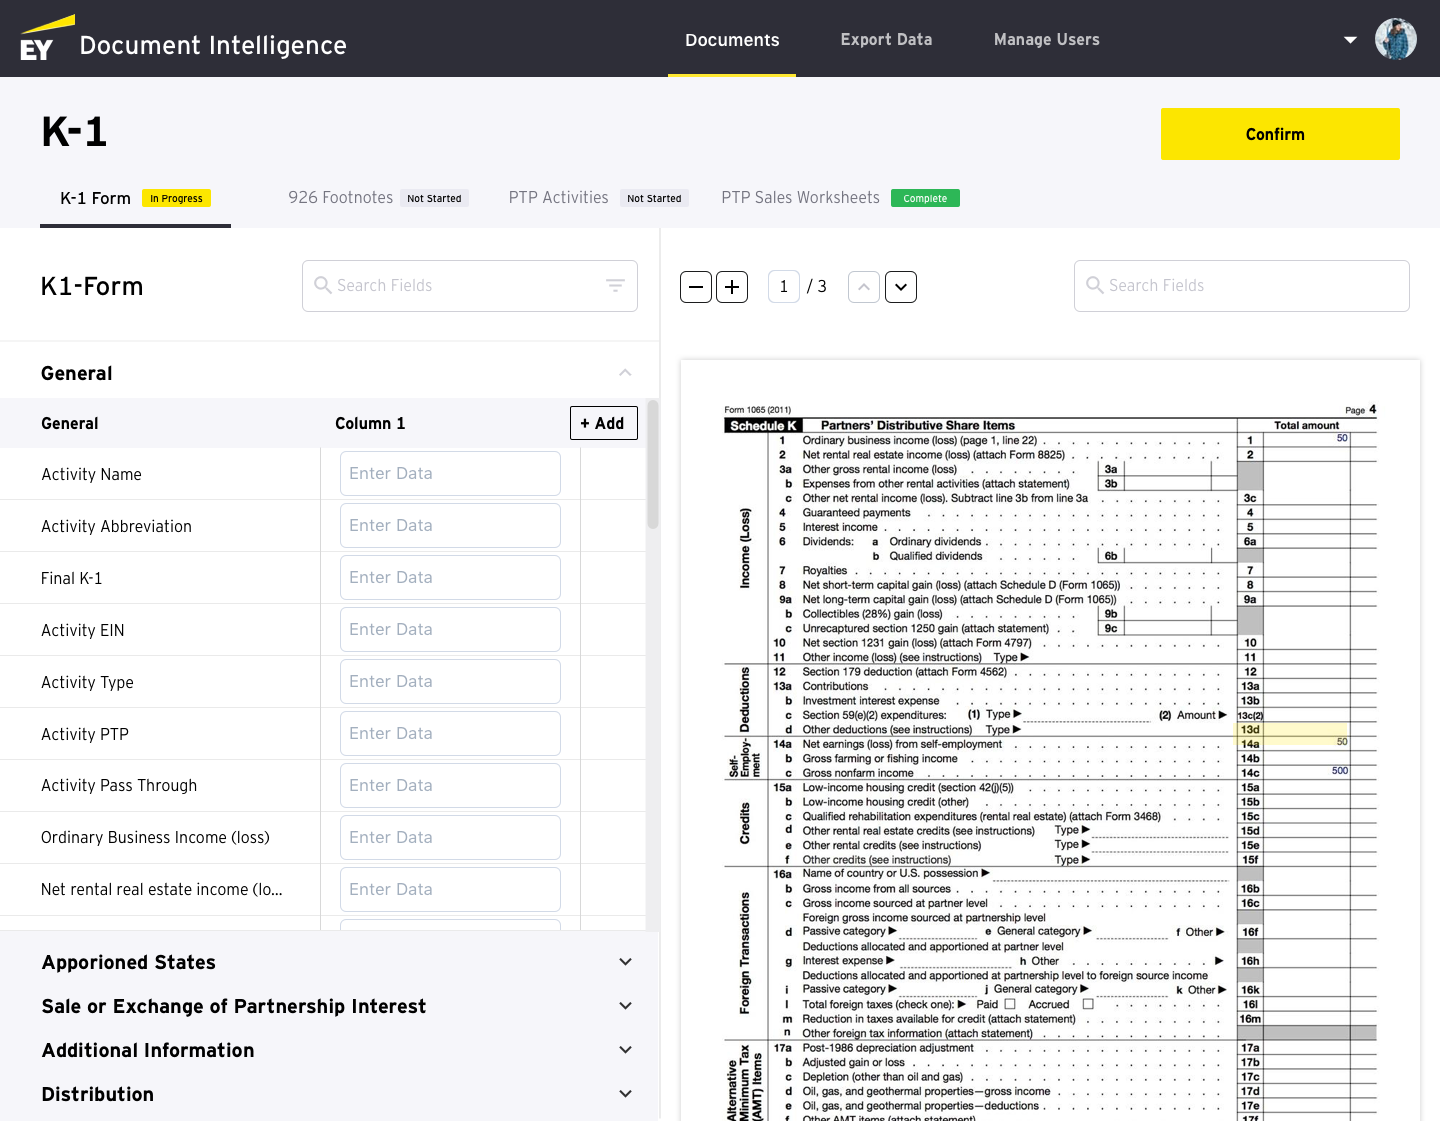 EY Document Intelligence
Documents Export Data Manage Users
K-1
Confirm
K-1 Form In Progress 926 Footnotes Not Started PTP Activities Not Started PTP Sales Worksheets Complete
K1-Form
Search Fields
General
General Column 1 + Add
Activity Name Enter Data
Activity Abbreviation Enter Data
Final K-1 Enter Data
Activity EIN Enter Data
Activity Type Enter Data
Activity PTP Enter Data
Activity Pass Through Enter Data
Ordinary Business Income (loss) Enter Data
Net rental real estate income (lo... Enter Data
Apporioned States
Sale or Exchange of Partnership Interest
Additional Information
Distribution
1 / 3
Search Fields
Form 1065 (2011) Page 4
Schedule K Partners' Distributive Share Items Total amount
Income (Loss)
1 Ordinary business income (loss) (page 1, line 22) 1 50
2 Net rental real estate income (loss) (attach Form 8825) 2
3a Other gross rental income (loss) 3a
b Expenses from other rental activities (attach statement) 3b
c Other net rental income (loss). Subtract line 3b from line 3a 3c
4 Guaranteed payments 4
5 Interest income 5
6 Dividends: a Ordinary dividends 6a
b Qualified dividends 6b
7 Royalties 7
8 Net short-term capital gain (loss) (attach Schedule D (Form 1065)) 8
9a Net long-term capital gain (loss) (attach Schedule D (Form 1065)) 9a
b Collectibles (28%) gain (loss) 9b
c Unrecaptured section 1250 gain (attach statement) 9c
10 Net section 1231 gain (loss) (attach Form 4797) 10
11 Other income (loss) (see instructions) Type ▶ 11
Deductions
12 Section 179 deduction (attach Form 4562) 12
13a Contributions 13a
b Investment interest expense 13b
c Section 59(e)(2) expenditures: (1) Type ▶ (2) Amount ▶ 13c(2)
d Other deductions (see instructions) Type ▶ 13d
Self-Employ-ment
14a Net earnings (loss) from self-employment 14a 50
b Gross farming or fishing income 14b
c Gross nonfarm income 14c 500
Credits
15a Low-income housing credit (section 42(j)(5)) 15a
b Low-income housing credit (other) 15b
c Qualified rehabilitation expenditures (rental real estate) (attach Form 3468) 15c
d Other rental real estate credits (see instructions) Type ▶ 15d
e Other rental credits (see instructions) Type ▶ 15e
f Other credits (see instructions) Type ▶ 15f
Foreign Transactions
16a Name of country or U.S. possession ▶
b Gross income from all sources 16b
c Gross income sourced at partner level 16c
Foreign gross income sourced at partnership level
d Passive category ▶ e General category ▶ f Other ▶ 16f
Deductions allocated and apportioned at partner level
g Interest expense ▶ h Other ▶ 16h
Deductions allocated and apportioned at partnership level to foreign source income
i Passive category ▶ j General category ▶ k Other ▶ 16k
l Total foreign taxes (check one): ▶ Paid Accrued 16l
m Reduction in taxes available for credit (attach statement) 16m
n Other foreign tax information (attach statement)
Alternative Minimum Tax (AMT) Items
17a Post-1986 depreciation adjustment 17a
b Adjusted gain or loss 17b
c Depletion (other than oil and gas) 17c
d Oil, gas, and geothermal properties—gross income 17d
e Oil, gas, and geothermal properties—deductions 17e
f Other AMT items (attach statement) 17f